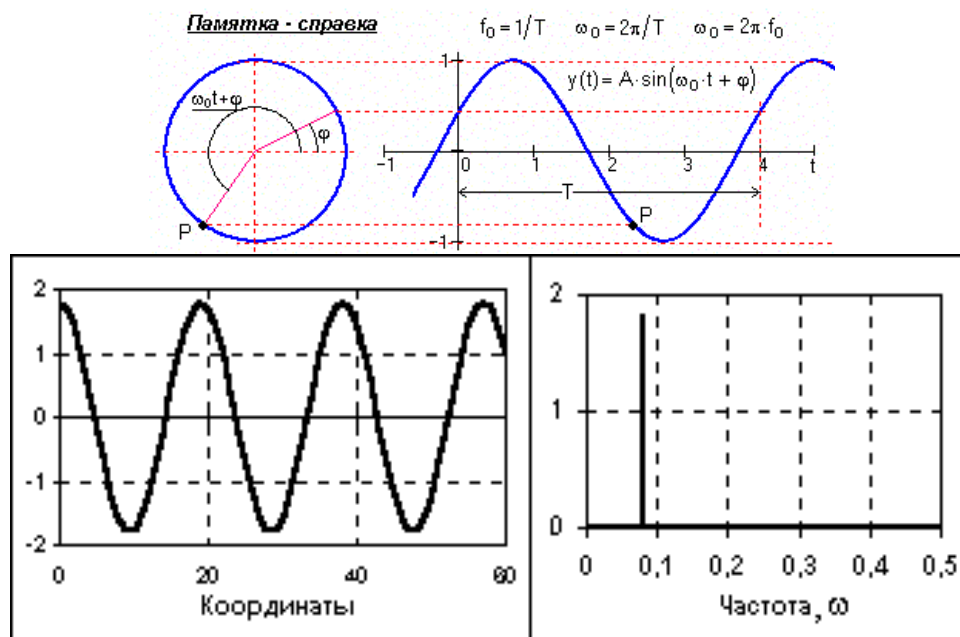 Памятка - справка
f₀ = 1/T   ω₀ = 2π/T   ω₀ = 2π·f₀
1
y(t) = A·sin(ω₀·t + φ)
ω₀t+φ
φ
-1 0 1 2 3 4 t
T
P
P
-1
2
1
0
-1
-2
0 20 40 60
Координаты
2
1
0
0 0,1 0,2 0,3 0,4 0,5
Частота, ω